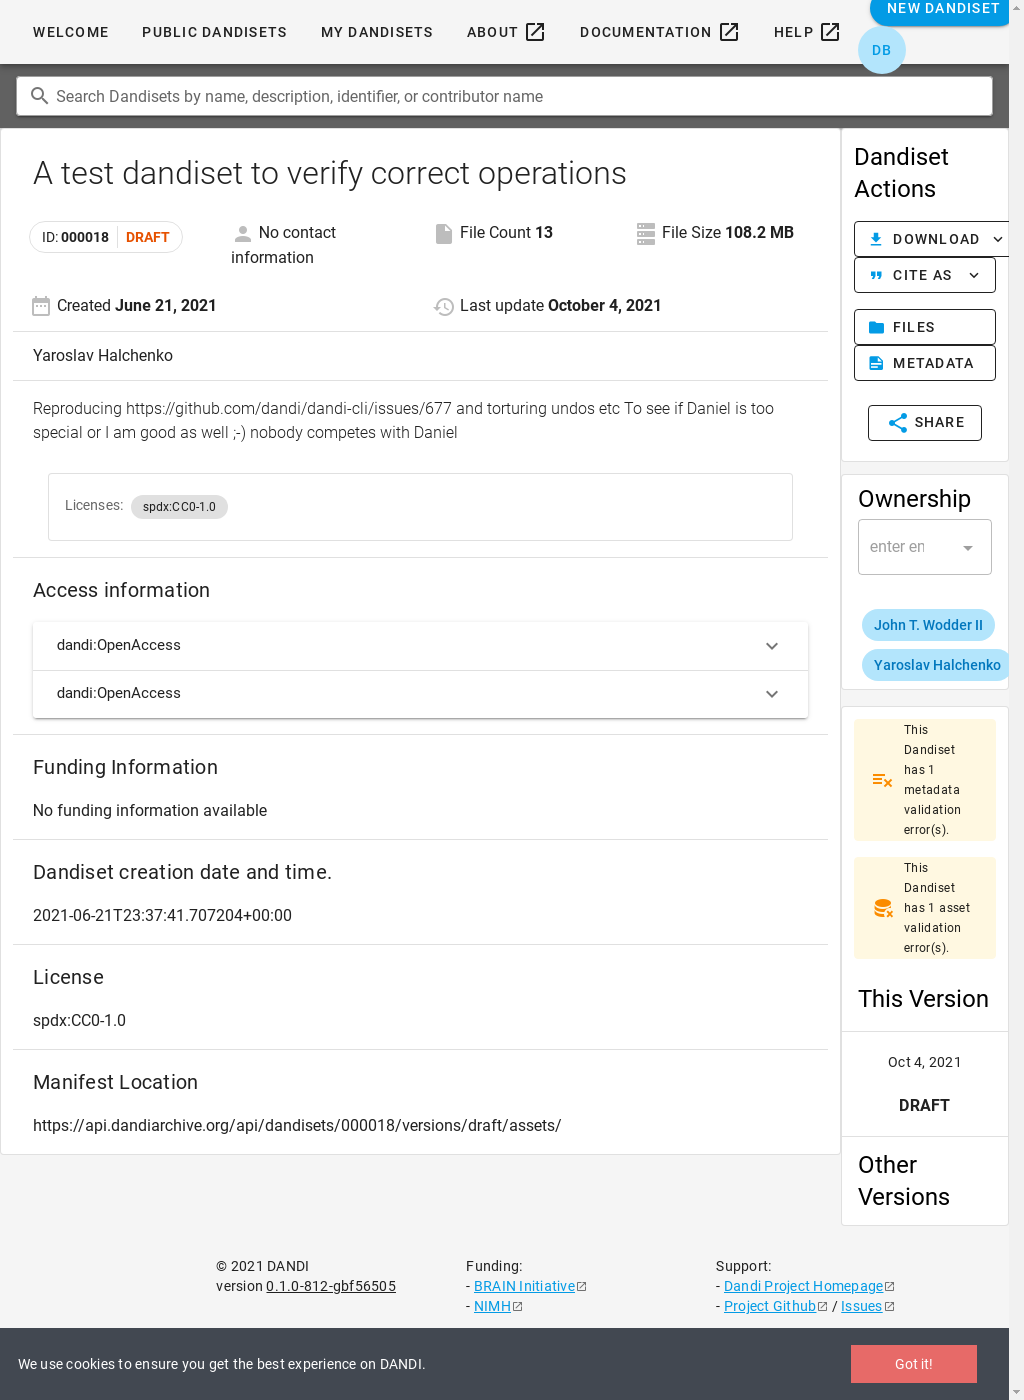 WELCOME PUBLIC DANDISETS MY DANDISETS ABOUT DOCUMENTATION HELP NEW DANDISET
DB
Search Dandisets by name, description, identifier, or contributor name
A test dandiset to verify correct operations
ID: 000018 DRAFT
No contact information
File Count 13
File Size 108.2 MB
Created June 21, 2021
Last update October 4, 2021
Yaroslav Halchenko
Reproducing https://github.com/dandi/dandi-cli/issues/677 and torturing undos etc To see if Daniel is too
special or I am good as well ;-) nobody competes with Daniel
Licenses: spdx:CC0-1.0
Access information
dandi:OpenAccess
dandi:OpenAccess
Funding Information
No funding information available
Dandiset creation date and time.
2021-06-21T23:37:41.707204+00:00
License
spdx:CC0-1.0
Manifest Location
https://api.dandiarchive.org/api/dandisets/000018/versions/draft/assets/
Dandiset
Actions
DOWNLOAD
CITE AS
FILES
METADATA
SHARE
Ownership
enter en
John T. Wodder II
Yaroslav Halchenko
This
Dandiset
has 1
metadata
validation
error(s).
This
Dandiset
has 1 asset
validation
error(s).
This Version
Oct 4, 2021
DRAFT
Other
Versions
© 2021 DANDI
version 0.1.0-812-gbf56505
Funding:
- BRAIN Initiative
- NIMH
Support:
- Dandi Project Homepage
- Project Github / Issues
We use cookies to ensure you get the best experience on DANDI.
Got it!